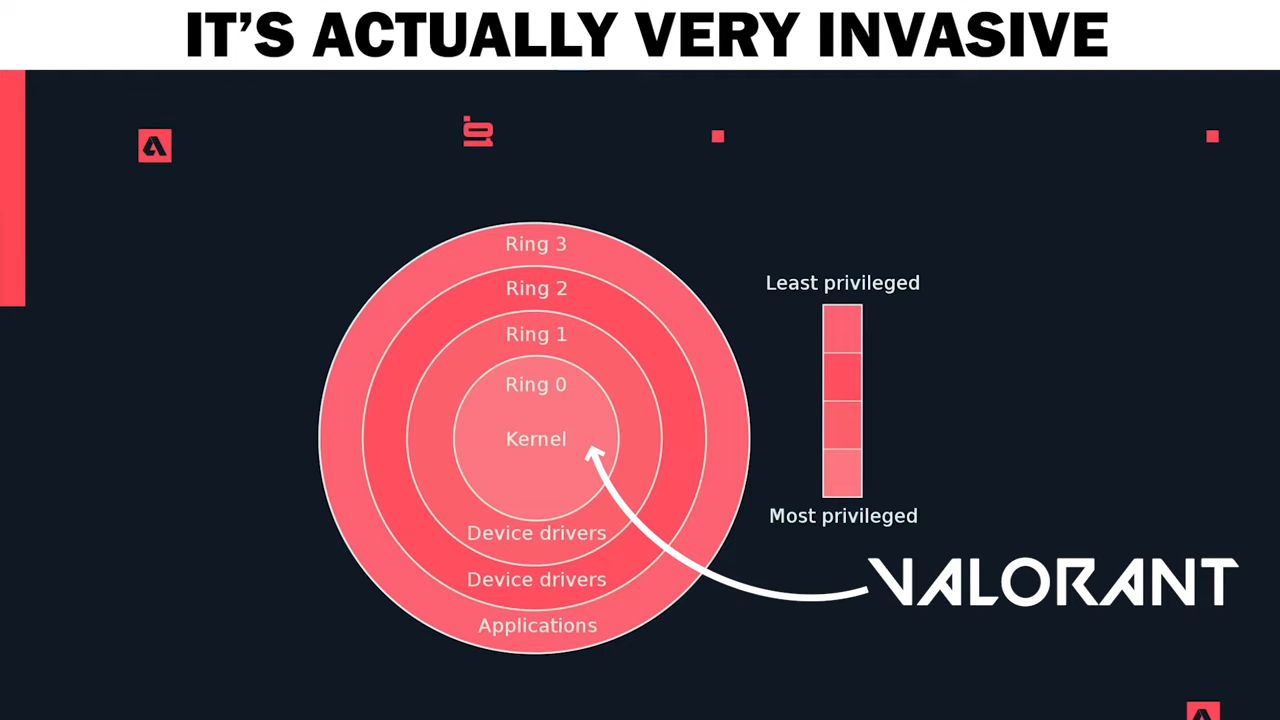 IT’S ACTUALLY VERY INVASIVE
Ring 3
Ring 2
Ring 1
Ring 0
Kernel
Device drivers
Device drivers
Applications
Least privileged
Most privileged
VALORANT